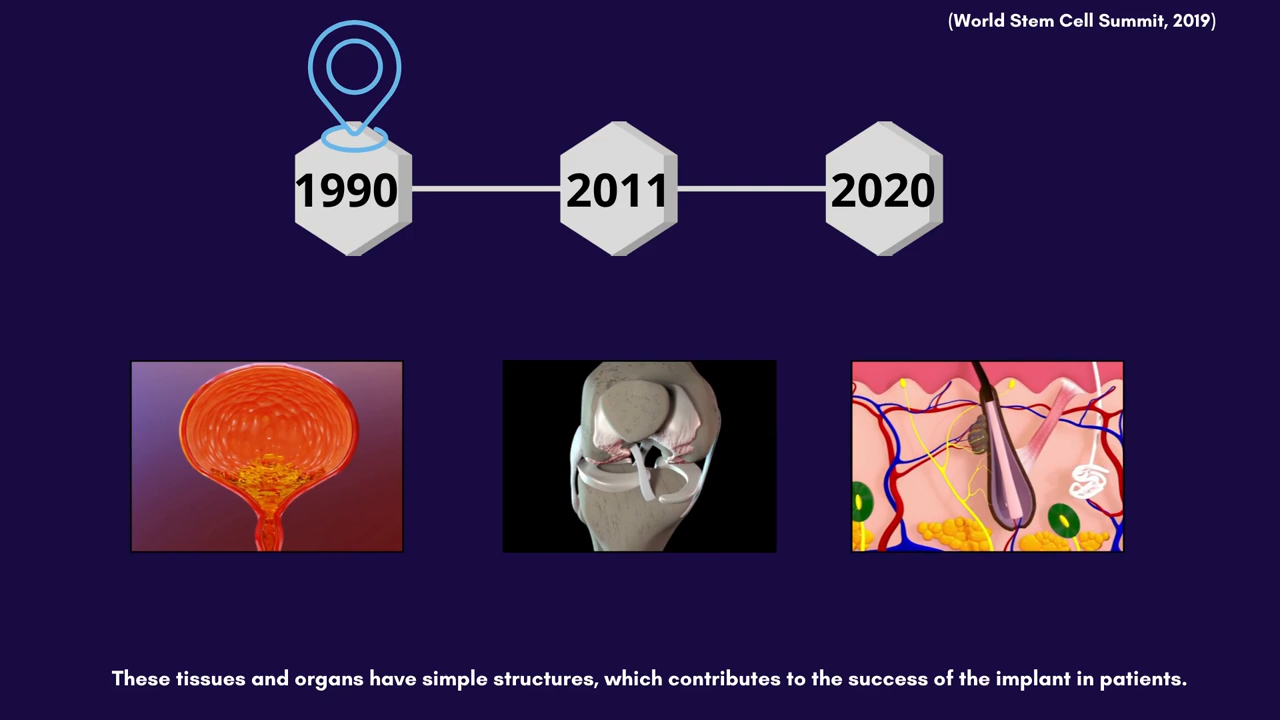 (World Stem Cell Summit, 2019)
1990
2011
2020
These tissues and organs have simple structures, which contributes to the success of the implant in patients.